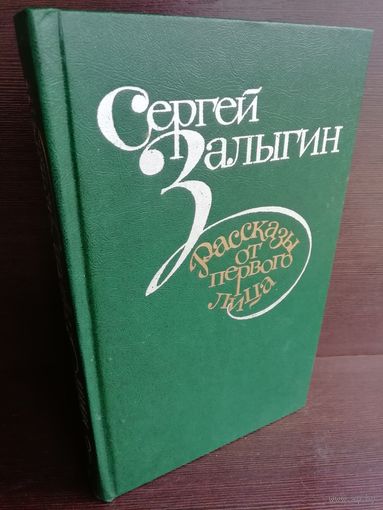 Сергей
Залыгин
Рассказы
от
первого
лица